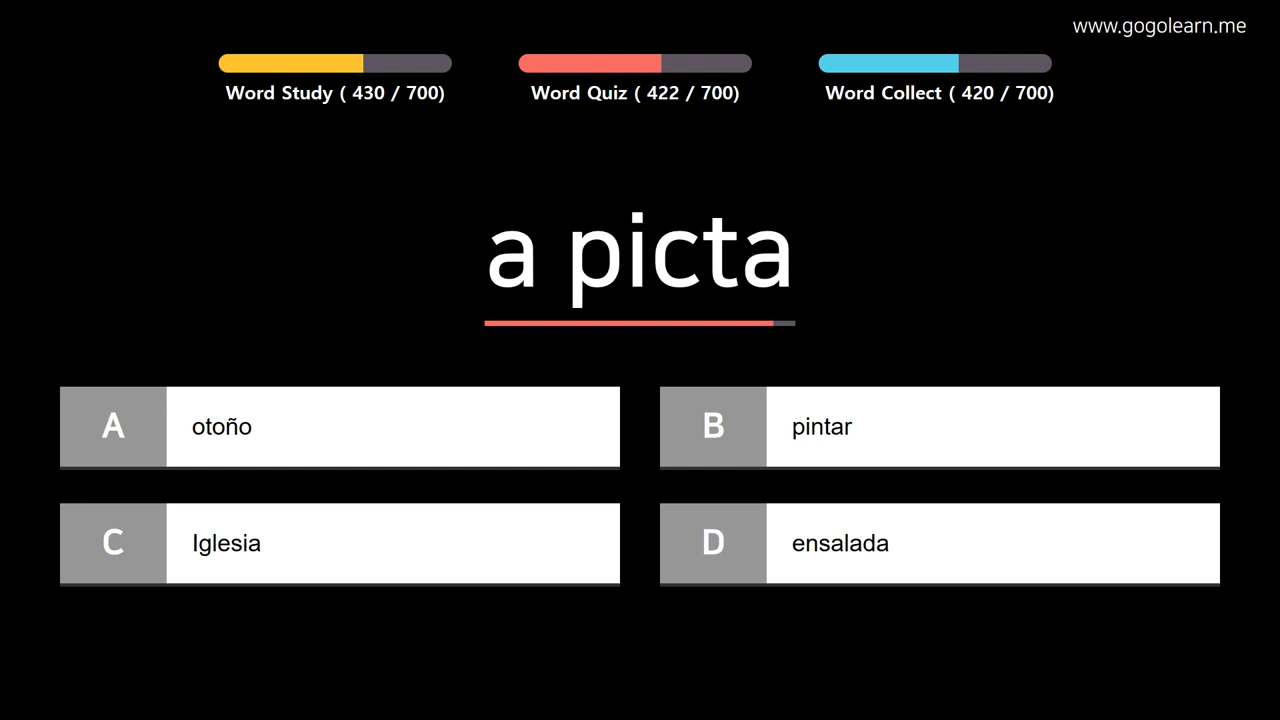 www.gogolearn.me
Word Study ( 430 / 700)
Word Quiz ( 422 / 700)
Word Collect ( 420 / 700)
a picta
A otoño
B pintar
C Iglesia
D ensalada